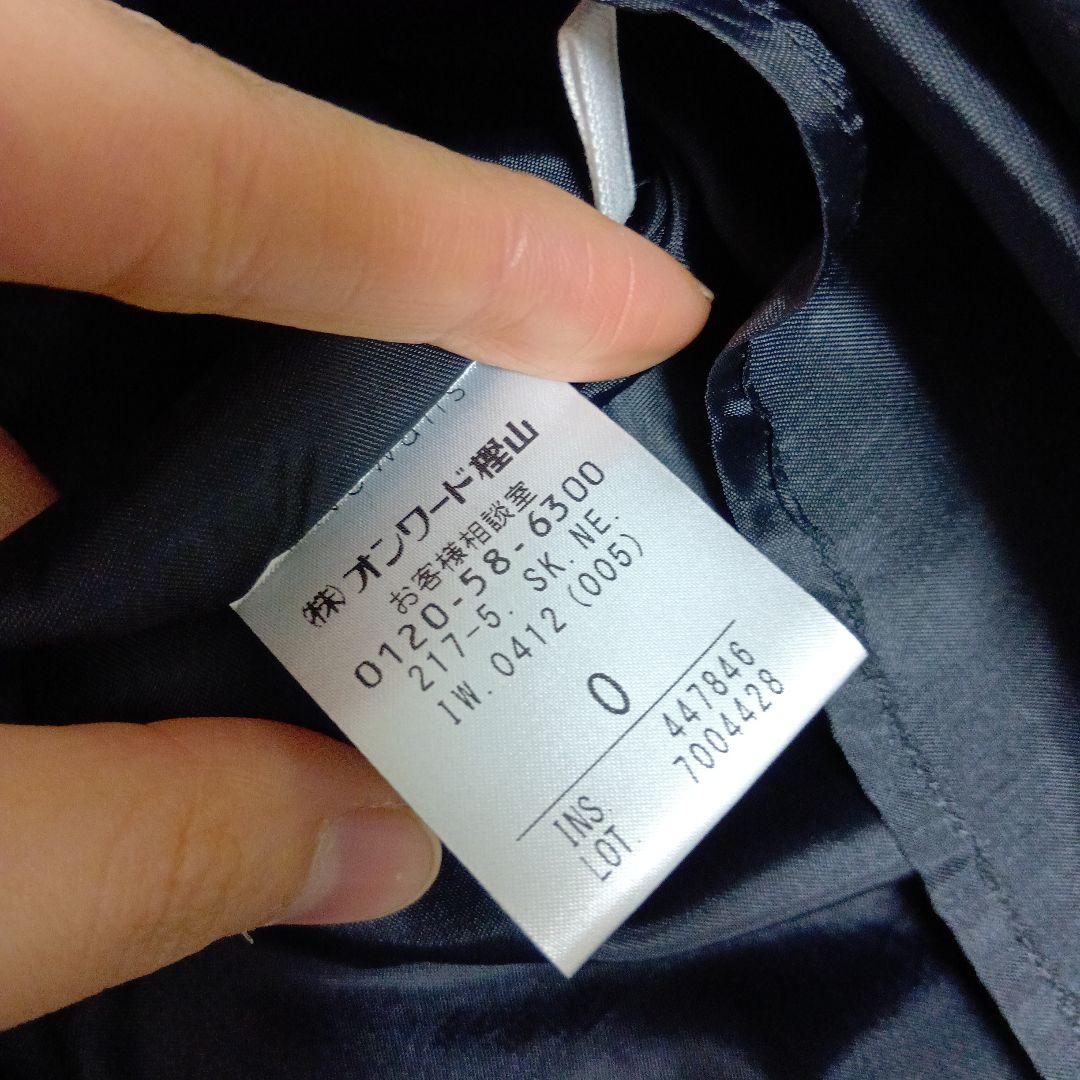 ㈱オンワード樫山
お客様相談室
0120-58-6300
217-5. SK. NE.
IW. 0412 (005)
0
INS. 447846
LOT. 7004428